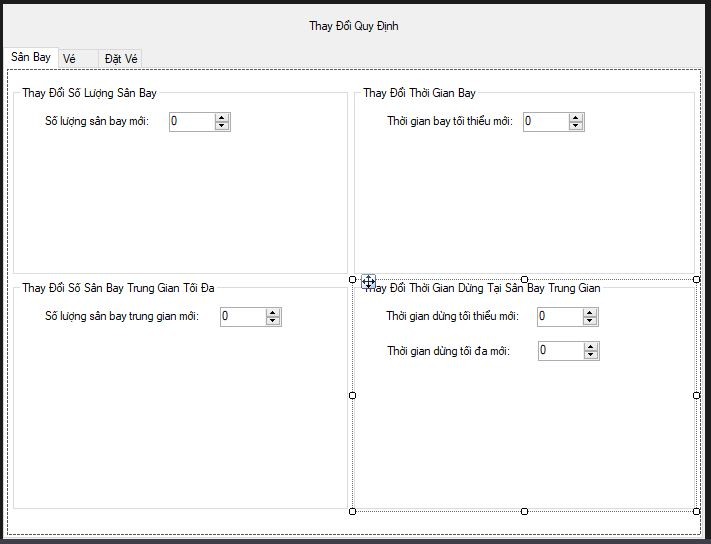 Thay Đổi Quy Định
Sân Bay Vé Đặt Vé
Thay Đổi Số Lượng Sân Bay
Số lượng sân bay mới: 0
Thay Đổi Thời Gian Bay
Thời gian bay tối thiểu mới: 0
Thay Đổi Số Sân Bay Trung Gian Tối Đa
Số lượng sân bay trung gian mới: 0
Thay Đổi Thời Gian Dừng Tại Sân Bay Trung Gian
Thời gian dừng tối thiểu mới: 0
Thời gian dừng tối đa mới: 0